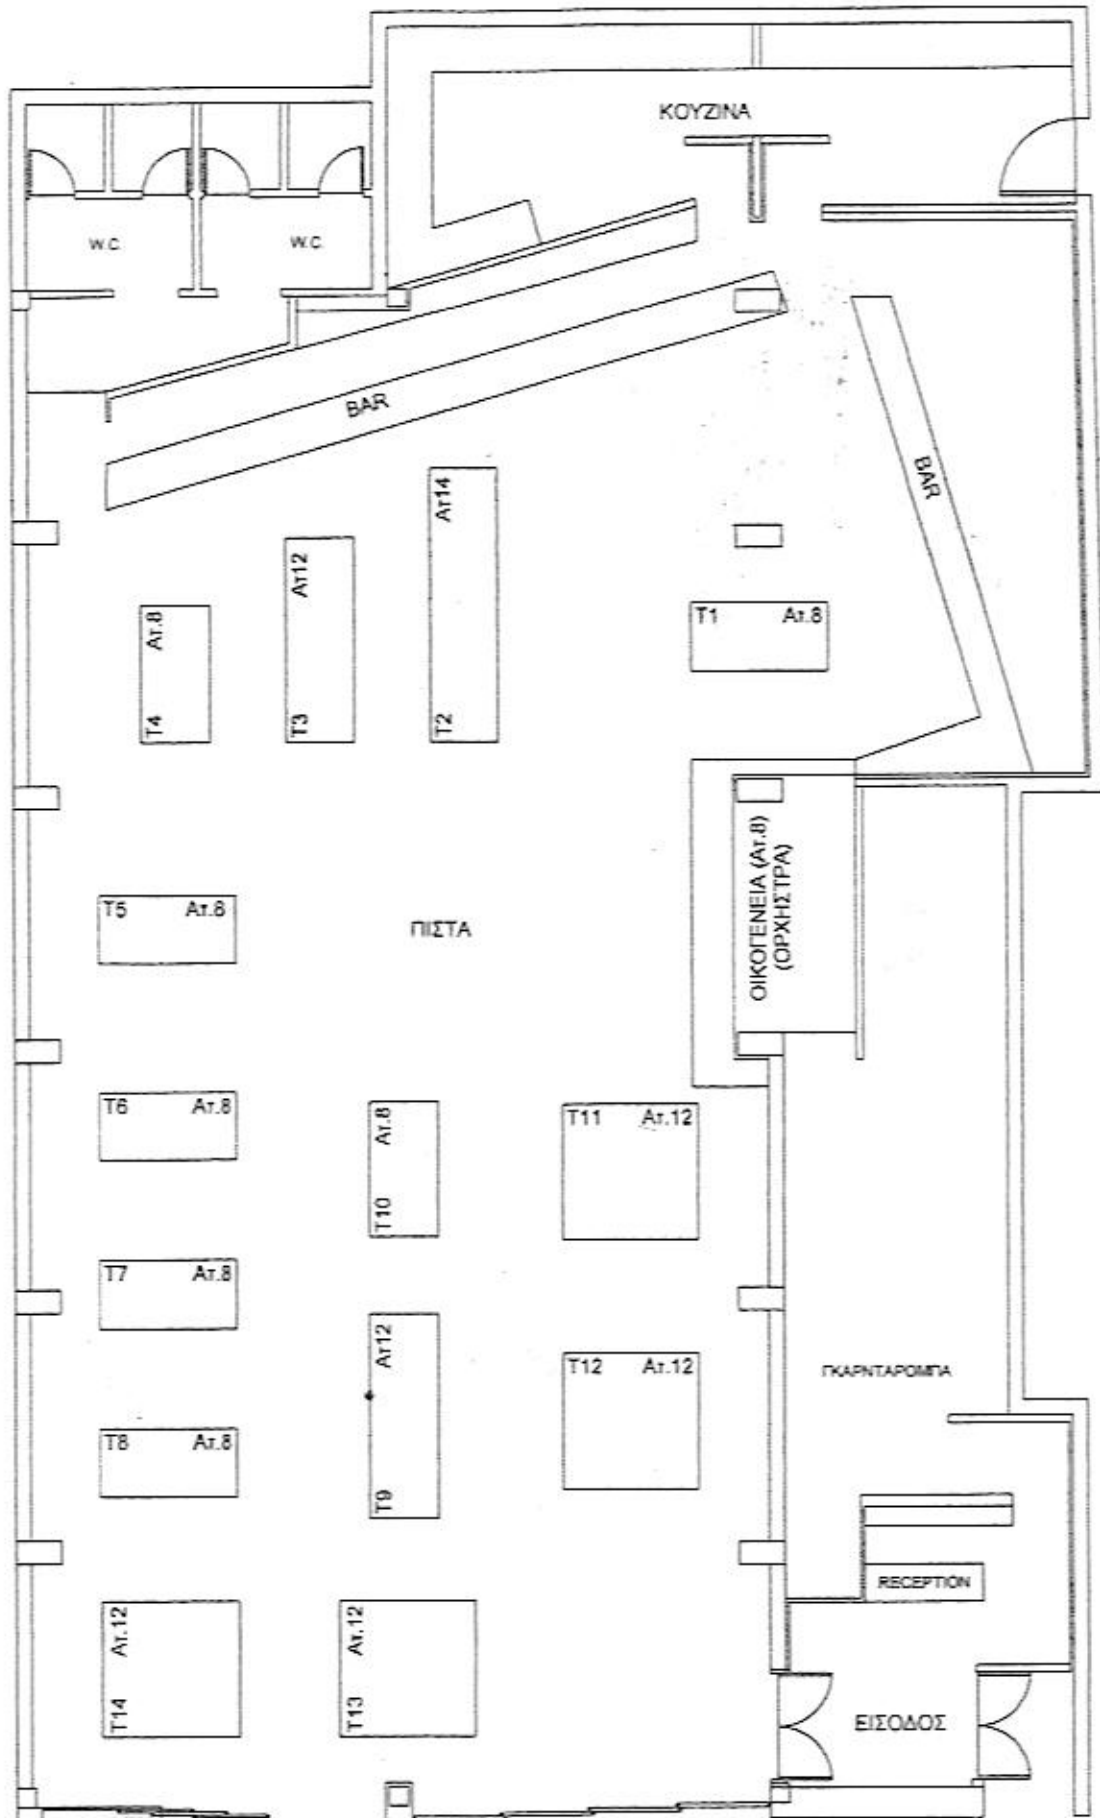 ΚΟΥΖΙΝΑ
W.C.
W.C.
BAR
BAR
Ατ14
T2
Ατ12
T3
Ατ.8
T4
T1 Ατ.8
T5 Ατ.8
ΠΙΣΤΑ
ΟΙΚΟΓΕΝΕΙΑ (Ατ.8)
(ΟΡΧΗΣΤΡΑ)
T6 Ατ.8
Ατ.8
T10
T11 Ατ.12
T7 Ατ.8
Ατ12
T9
T12 Ατ.12
ΓΚΑΡΝΤΑΡΟΜΠΑ
T8 Ατ.8
RECEPTION
Ατ.12
T14
Ατ.12
T13
ΕΙΣΟΔΟΣ